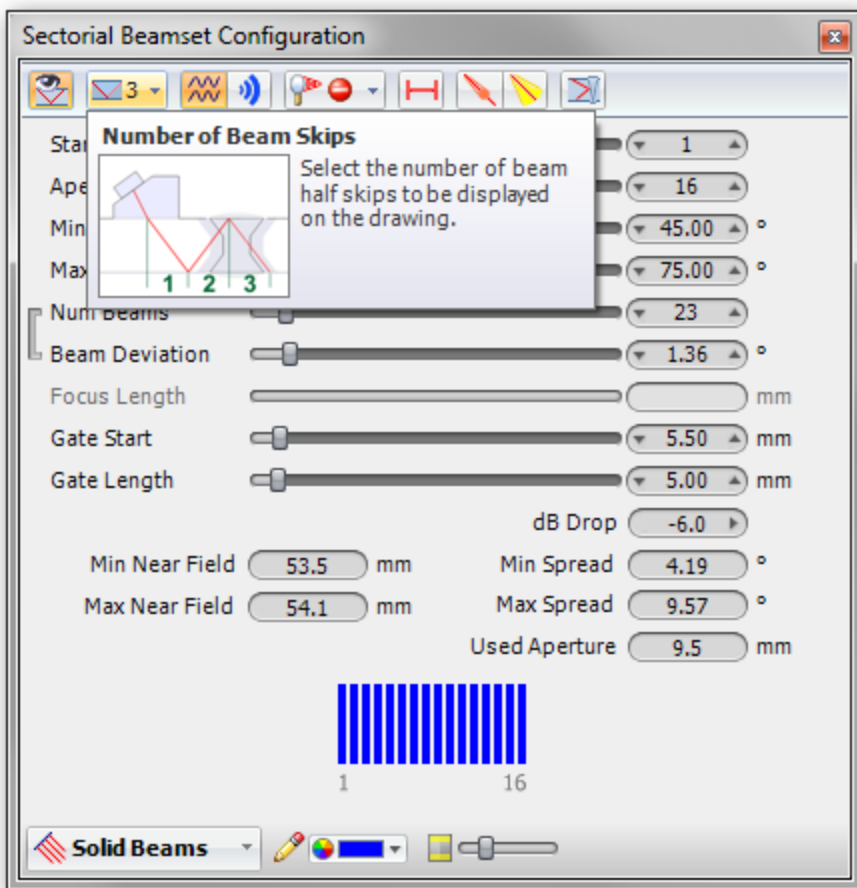 Sectorial Beamset Configuration
3
Number of Beam Skips
Select the number of beam
half skips to be displayed
on the drawing.
1 2 3
Star 1
Ape 16
Min 45.00 °
Max 75.00 °
Num Beams 23
Beam Deviation 1.36 °
Focus Length mm
Gate Start 5.50 mm
Gate Length 5.00 mm
dB Drop -6.0
Min Near Field 53.5 mm Min Spread 4.19 °
Max Near Field 54.1 mm Max Spread 9.57 °
Used Aperture 9.5 mm
1 16
Solid Beams